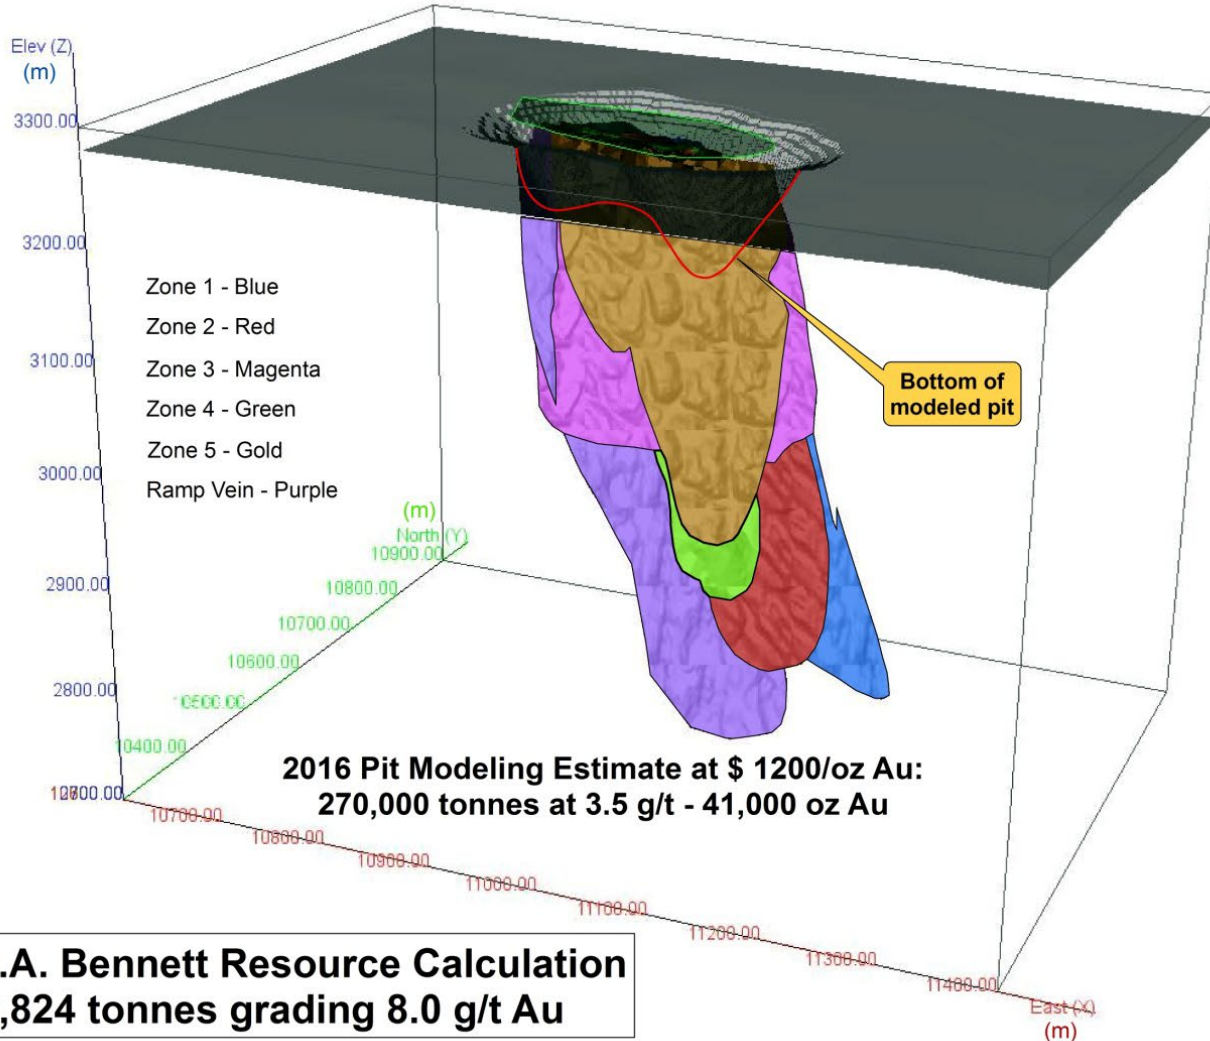 Elev (Z)
(m)
3300.00
3200.00
3100.00
3000.00
2900.00
2800.00
Zone 1 - Blue
Zone 2 - Red
Zone 3 - Magenta
Zone 4 - Green
Zone 5 - Gold
Ramp Vein - Purple
Bottom of
modeled pit
(m)
North (Y)
10900.00
10800.00
10700.00
10600.00
10400.00
2016 Pit Modeling Estimate at $ 1200/oz Au:
270,000 tonnes at 3.5 g/t - 41,000 oz Au
10700.00
10800.00
10900.00
11000.00
11100.00
11200.00
11300.00
11400.00
East (X)
(m)
.A. Bennett Resource Calculation
,824 tonnes grading 8.0 g/t Au